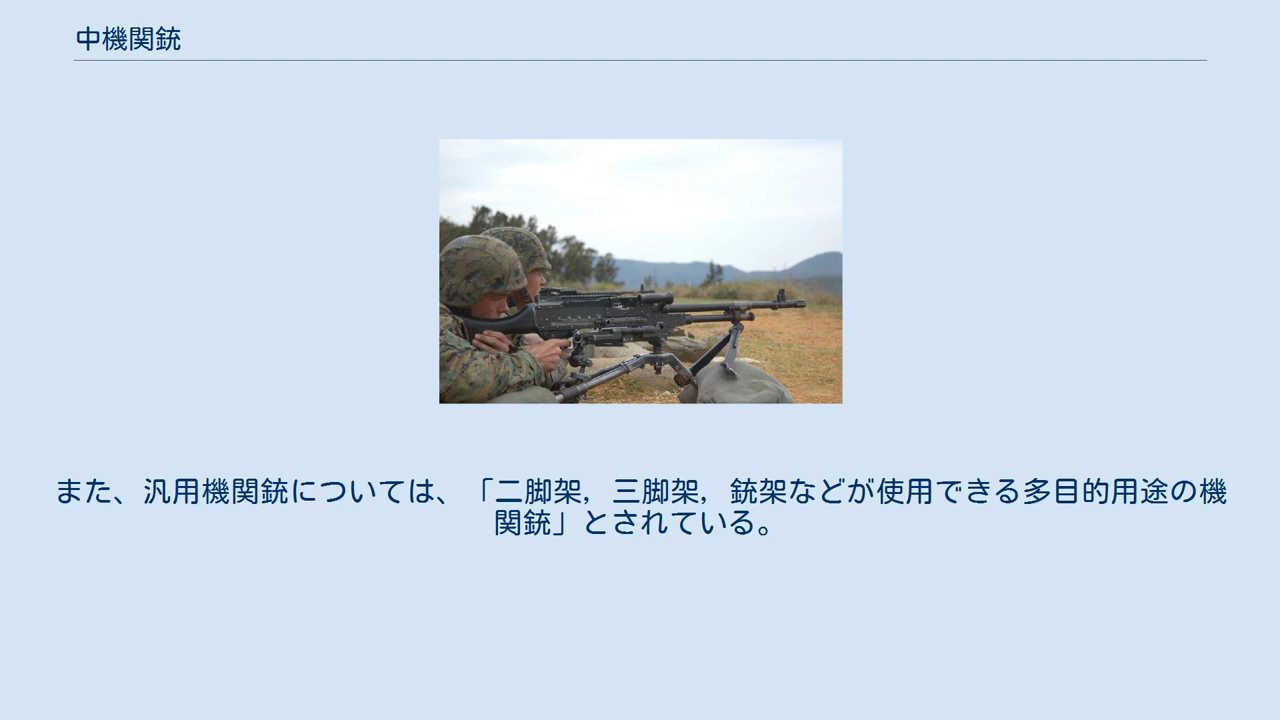 中機関銃
また、汎用機関銃については、「二脚架，三脚架，銃架などが使用できる多目的用途の機
関銃」とされている。